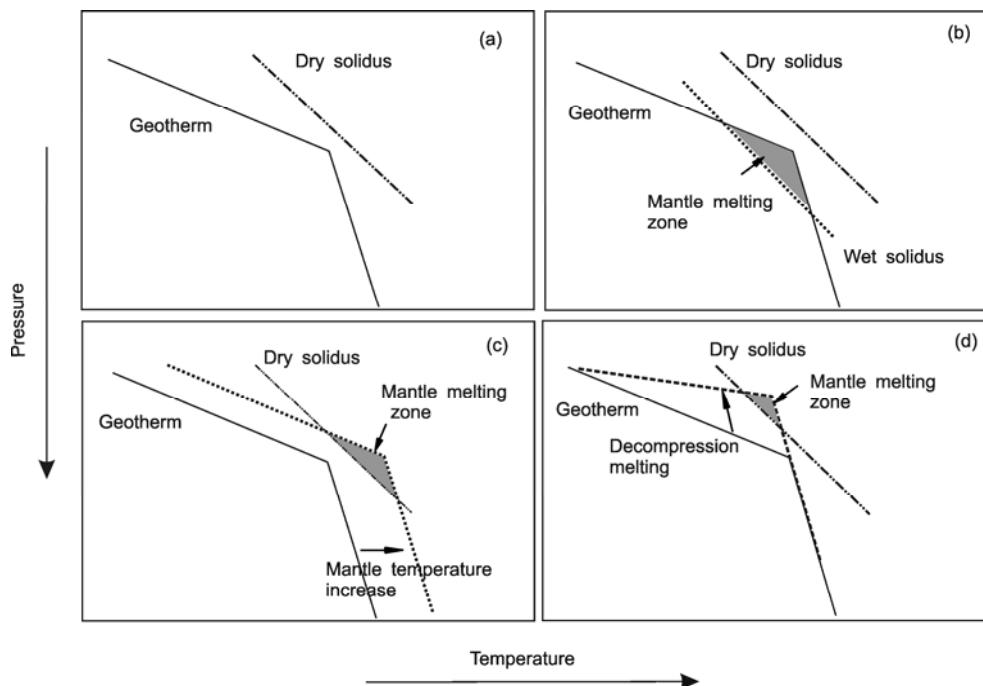 (a)
Dry solidus
Geotherm
(b)
Dry solidus
Geotherm
Mantle melting
zone
Wet solidus
Pressure
(c)
Dry solidus
Mantle melting
zone
Geotherm
Mantle temperature
increase
(d)
Dry solidus
Mantle melting
zone
Geotherm
Decompression
melting
Temperature